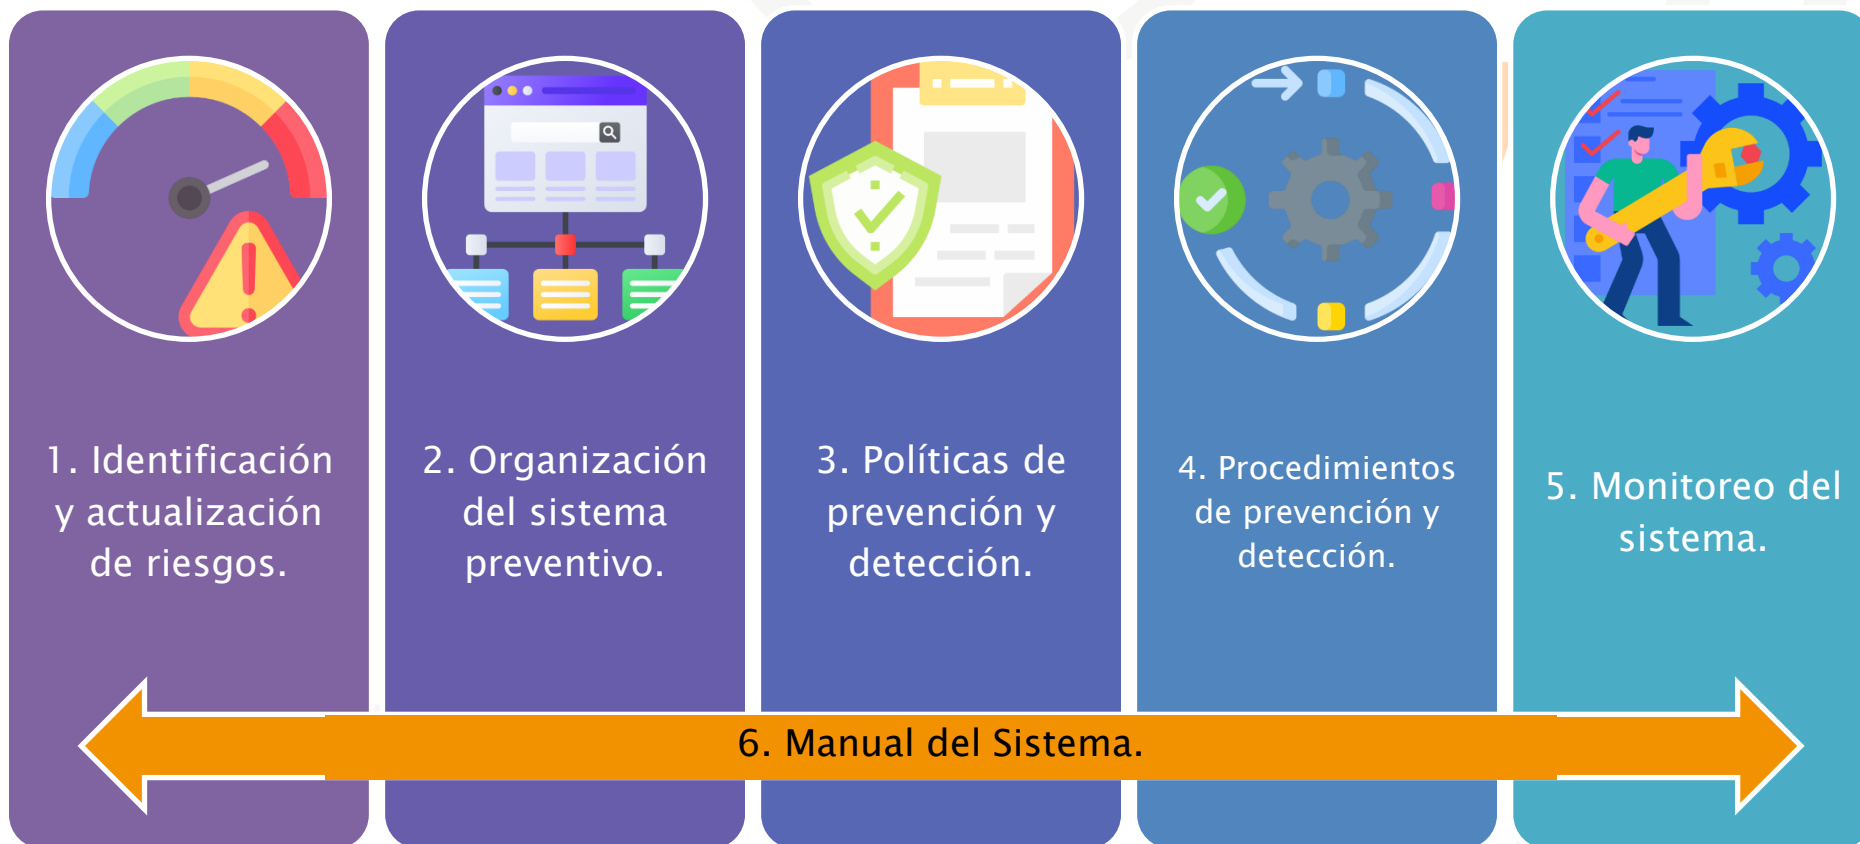 1. Identificación
y actualización
de riesgos.
2. Organización
del sistema
preventivo.
3. Políticas de
prevención y
detección.
4. Procedimientos
de prevención y
detección.
5. Monitoreo del
sistema.
6. Manual del Sistema.